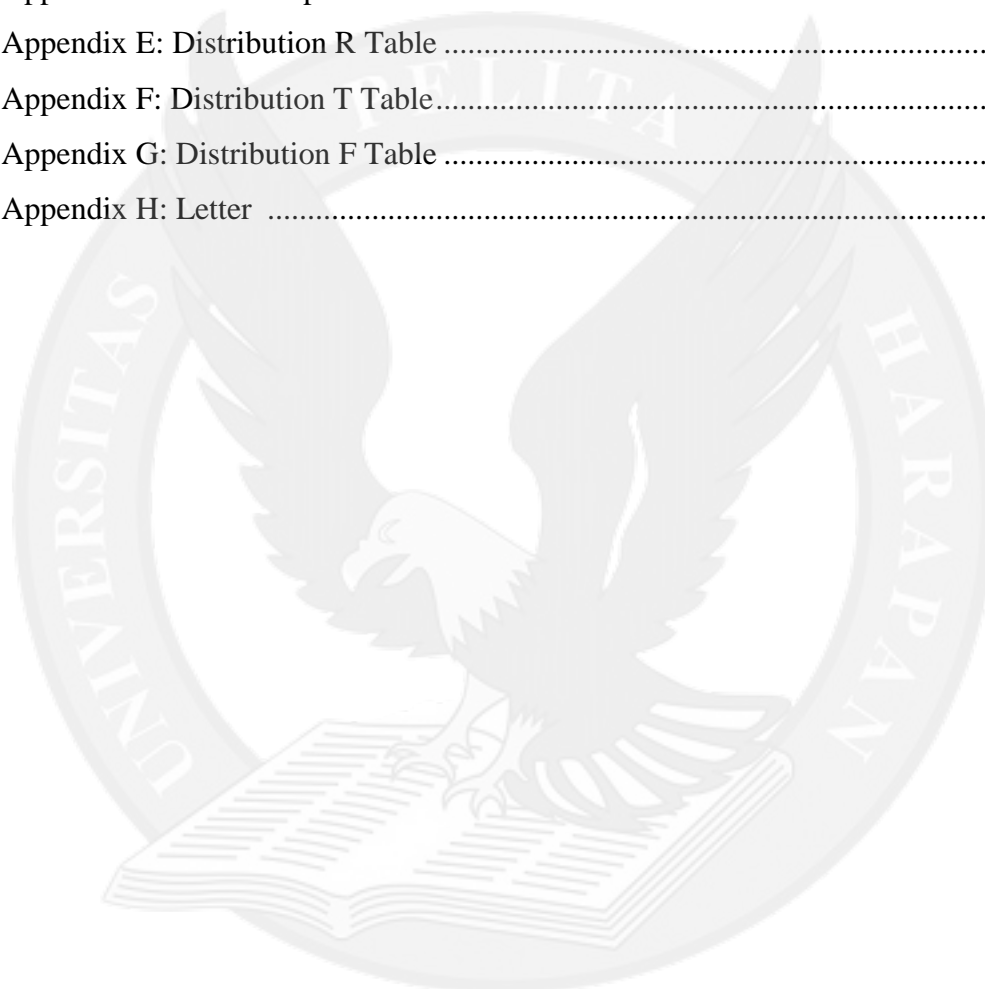 Appendix E: Distribution R Table ....................................................................
Appendix F: Distribution T Table.....................................................................
Appendix G: Distribution F Table ....................................................................
Appendix H: Letter ..........................................................................................
UNIVERSITAS PELITA HARAPAN